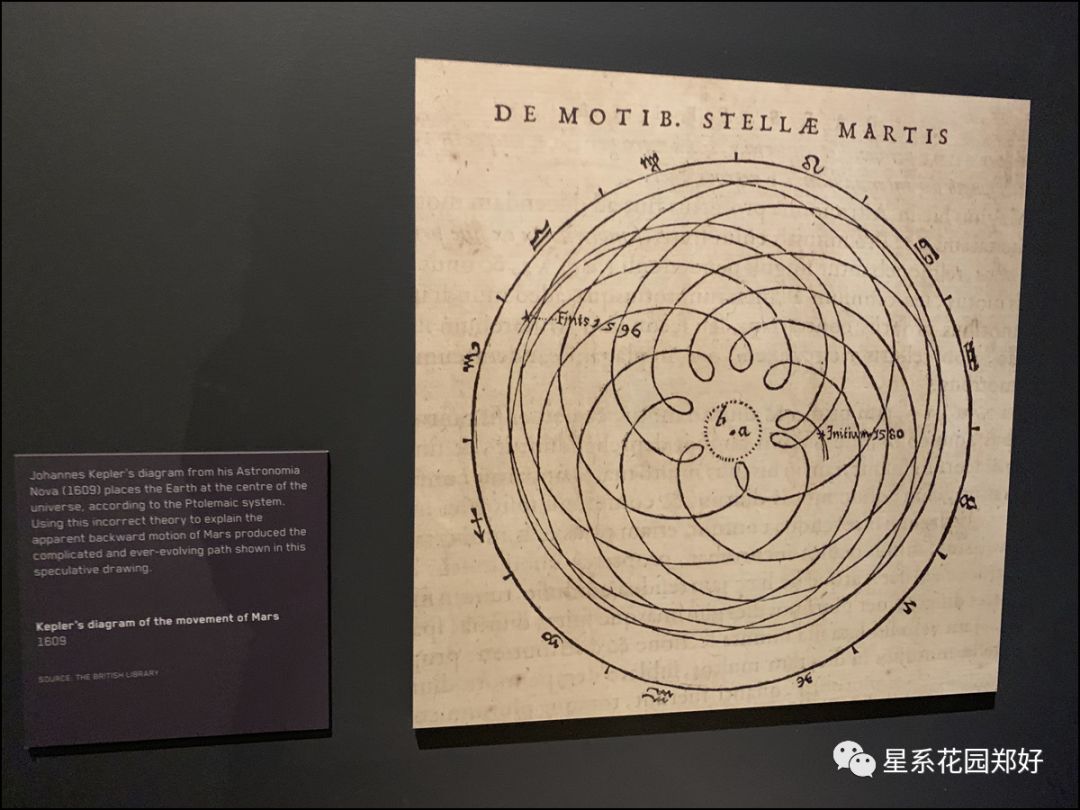 DE MOTIB. STELLÆ MARTIS
♍
♌
♎
♋
Finis 1596
♏
♊
b
a
Initium 1580
♐
♉
♈
♑
♒
♓
Johannes Kepler's diagram from his Astronomia
Nova (1609) places the Earth at the centre of the
universe, according to the Ptolemaic system.
Using this incorrect theory to explain the
apparent backward motion of Mars produced the
complicated and ever-evolving path shown in this
speculative drawing.
Kepler's diagram of the movement of Mars
1609
SOURCE: THE BRITISH LIBRARY
星系花园郑好